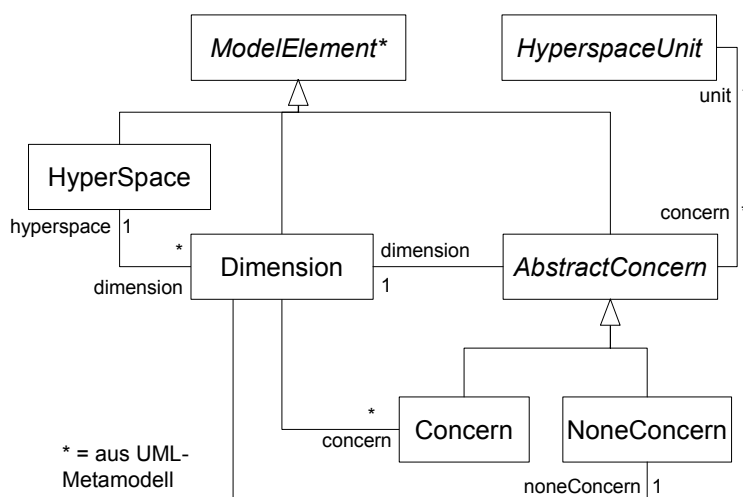 ModelElement*
HyperspaceUnit
unit
*
HyperSpace
hyperspace 1
concern
*
*
dimension
Dimension
dimension
1
AbstractConcern
*
concern
Concern
NoneConcern
* = aus UML-
Metamodell
noneConcern 1